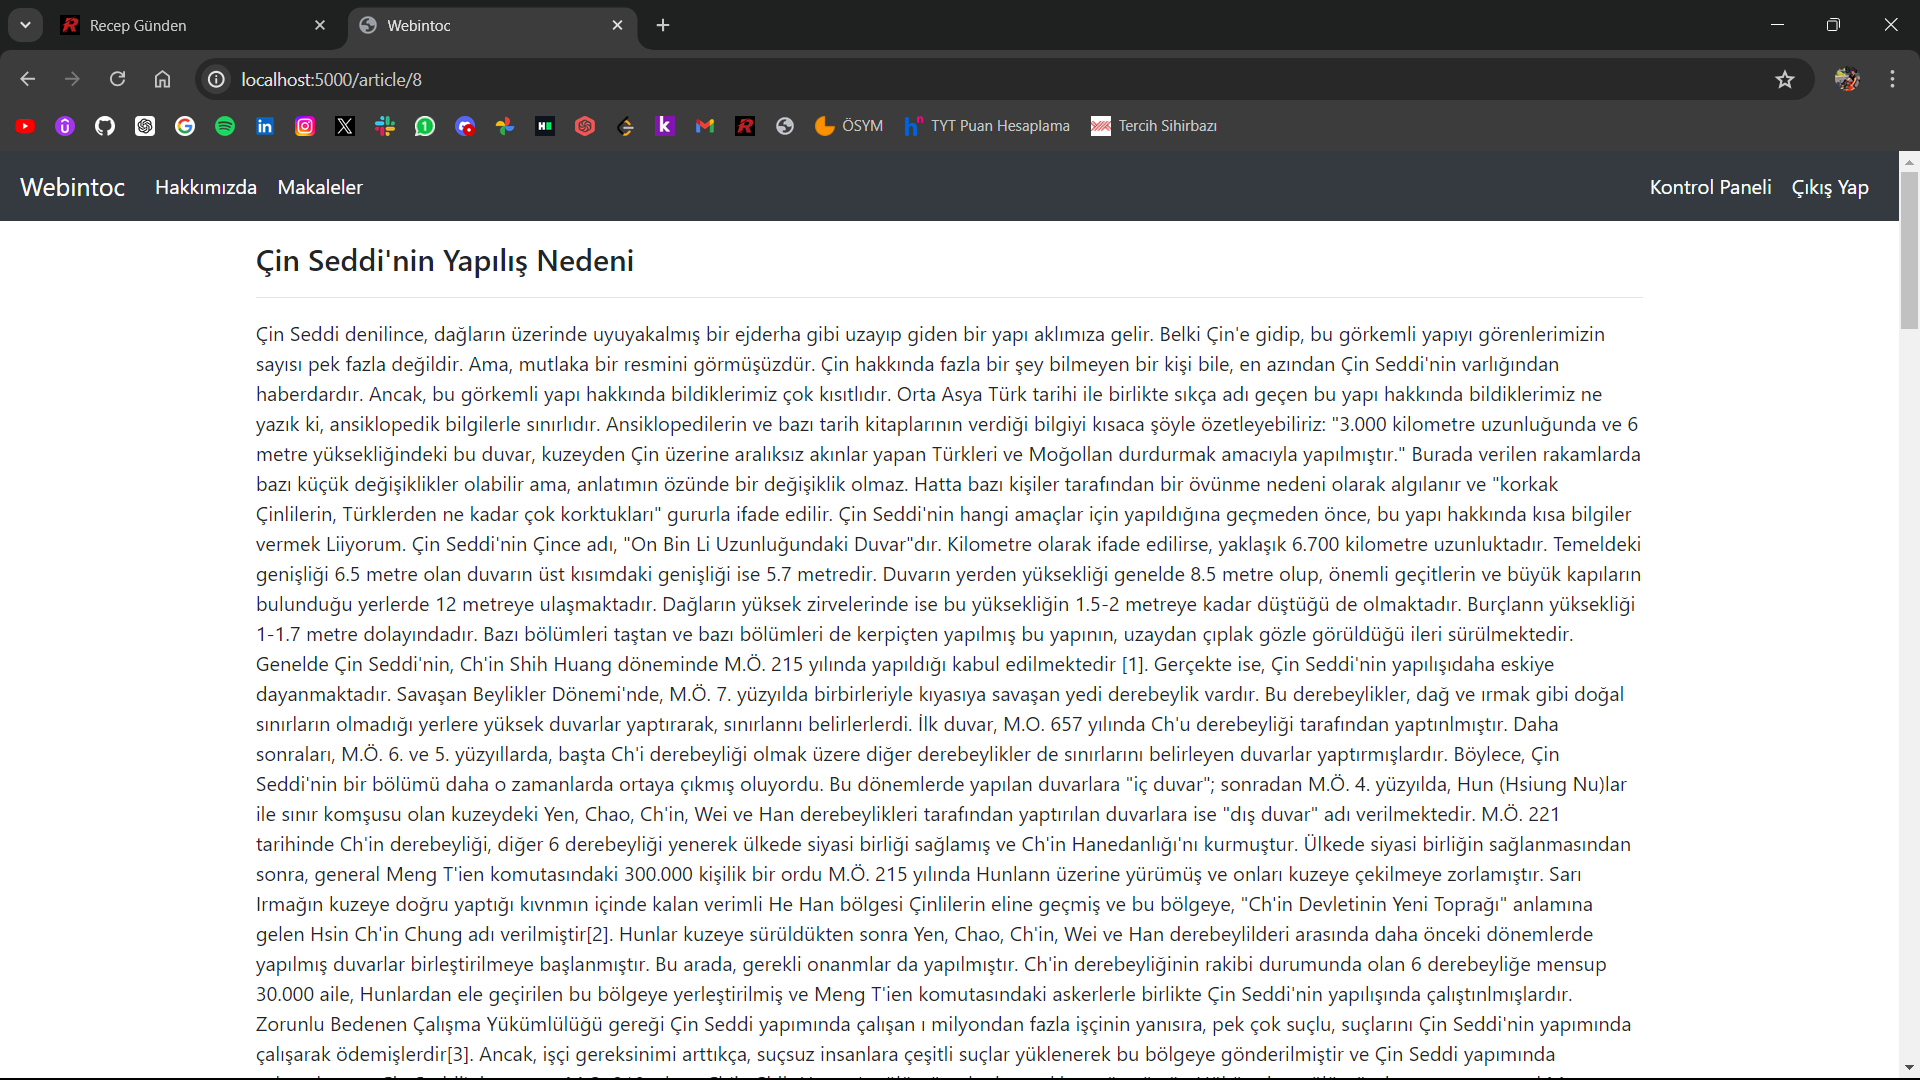 Recep Günden
Webintoc
localhost:5000/article/8
ÖSYM
TYT Puan Hesaplama
Tercih Sihirbazı
Webintoc
Hakkımızda
Makaleler
Kontrol Paneli
Çıkış Yap
Çin Seddi'nin Yapılış Nedeni
Çin Seddi denilince, dağların üzerinde uyuyakalmış bir ejderha gibi uzayıp giden bir yapı aklımıza gelir. Belki Çin'e gidip, bu görkemli yapıyı görenlerimizin
sayısı pek fazla değildir. Ama, mutlaka bir resmini görmüşüzdür. Çin hakkında fazla bir şey bilmeyen bir kişi bile, en azından Çin Seddi'nin varlığından
haberdardır. Ancak, bu görkemli yapı hakkında bildiklerimiz çok kısıtlıdır. Orta Asya Türk tarihi ile birlikte sıkça adı geçen bu yapı hakkında bildiklerimiz ne
yazık ki, ansiklopedik bilgilerle sınırlıdır. Ansiklopedilerin ve bazı tarih kitaplarının verdiği bilgiyi kısaca şöyle özetleyebiliriz: "3.000 kilometre uzunluğunda ve 6
metre yüksekliğindeki bu duvar, kuzeyden Çin üzerine aralıksız akınlar yapan Türkleri ve Moğollan durdurmak amacıyla yapılmıştır." Burada verilen rakamlarda
bazı küçük değişiklikler olabilir ama, anlatımın özünde bir değişiklik olmaz. Hatta bazı kişiler tarafından bir övünme nedeni olarak algılanır ve "korkak
Çinlilerin, Türklerden ne kadar çok korktukları" gururla ifade edilir. Çin Seddi'nin hangi amaçlar için yapıldığına geçmeden önce, bu yapı hakkında kısa bilgiler
vermek Liiyorum. Çin Seddi'nin Çince adı, "On Bin Li Uzunluğundaki Duvar"dır. Kilometre olarak ifade edilirse, yaklaşık 6.700 kilometre uzunluktadır. Temeldeki
genişliği 6.5 metre olan duvarın üst kısımdaki genişliği ise 5.7 metredir. Duvarın yerden yüksekliği genelde 8.5 metre olup, önemli geçitlerin ve büyük kapıların
bulunduğu yerlerde 12 metreye ulaşmaktadır. Dağların yüksek zirvelerinde ise bu yüksekliğin 1.5-2 metreye kadar düştüğü de olmaktadır. Burçlann yüksekliği
1-1.7 metre dolayındadır. Bazı bölümleri taştan ve bazı bölümleri de kerpiçten yapılmış bu yapının, uzaydan çıplak gözle görüldüğü ileri sürülmektedir.
Genelde Çin Seddi'nin, Ch'in Shih Huang döneminde M.Ö. 215 yılında yapıldığı kabul edilmektedir [1]. Gerçekte ise, Çin Seddi'nin yapılışıdaha eskiye
dayanmaktadır. Savaşan Beylikler Dönemi'nde, M.Ö. 7. yüzyılda birbirleriyle kıyasıya savaşan yedi derebeylik vardır. Bu derebeylikler, dağ ve ırmak gibi doğal
sınırların olmadığı yerlere yüksek duvarlar yaptırarak, sınırlannı belirlerlerdi. İlk duvar, M.O. 657 yılında Ch'u derebeyliği tarafından yaptınlmıştır. Daha
sonraları, M.Ö. 6. ve 5. yüzyıllarda, başta Ch'i derebeyliği olmak üzere diğer derebeylikler de sınırlarını belirleyen duvarlar yaptırmışlardır. Böylece, Çin
Seddi'nin bir bölümü daha o zamanlarda ortaya çıkmış oluyordu. Bu dönemlerde yapılan duvarlara "iç duvar"; sonradan M.Ö. 4. yüzyılda, Hun (Hsiung Nu)lar
ile sınır komşusu olan kuzeydeki Yen, Chao, Ch'in, Wei ve Han derebeylikleri tarafından yaptırılan duvarlara ise "dış duvar" adı verilmektedir. M.Ö. 221
tarihinde Ch'in derebeyliği, diğer 6 derebeyliği yenerek ülkede siyasi birliği sağlamış ve Ch'in Hanedanlığı'nı kurmuştur. Ülkede siyasi birliğin sağlanmasından
sonra, general Meng T'ien komutasındaki 300.000 kişilik bir ordu M.Ö. 215 yılında Hunlann üzerine yürümüş ve onları kuzeye çekilmeye zorlamıştır. Sarı
Irmağın kuzeye doğru yaptığı kıvnmın içinde kalan verimli He Han bölgesi Çinlilerin eline geçmiş ve bu bölgeye, "Ch'in Devletinin Yeni Toprağı" anlamına
gelen Hsin Ch'in Chung adı verilmiştir[2]. Hunlar kuzeye sürüldükten sonra Yen, Chao, Ch'in, Wei ve Han derebeylilderi arasında daha önceki dönemlerde
yapılmış duvarlar birleştirilmeye başlanmıştır. Bu arada, gerekli onanmlar da yapılmıştır. Ch'in derebeyliğinin rakibi durumunda olan 6 derebeyliğe mensup
30.000 aile, Hunlardan ele geçirilen bu bölgeye yerleştirilmiş ve Meng T'ien komutasındaki askerlerle birlikte Çin Seddi'nin yapılışında çalıştınlmışlardır.
Zorunlu Bedenen Çalışma Yükümlülüğü gereği Çin Seddi yapımında çalışan ı milyondan fazla işçinin yanısıra, pek çok suçlu, suçlarını Çin Seddi'nin yapımında
çalışarak ödemişlerdir[3]. Ancak, işçi gereksinimi arttıkça, suçsuz insanlara çeşitli suçlar yüklenerek bu bölgeye gönderilmiştir ve Çin Seddi yapımında